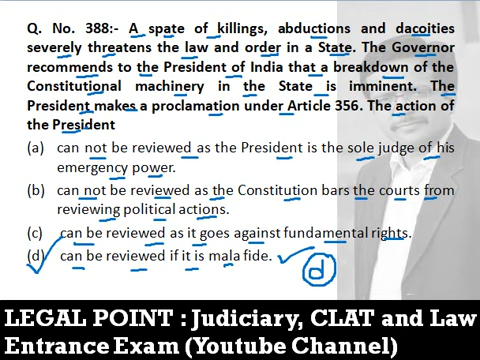 Q. No. 388:- A spate of killings, abductions and dacoities
severely threatens the law and order in a State. The Governor
recommends to the President of India that a breakdown of the
Constitutional machinery in the State is imminent. The
President makes a proclamation under Article 356. The action of
the President
(a) can not be reviewed as the President is the sole judge of his
emergency power.
(b) can not be reviewed as the Constitution bars the courts from
reviewing political actions.
(c) can be reviewed as it goes against fundamental rights.
(d) can be reviewed if it is mala fide.
d
LEGAL POINT : Judiciary, CLAT and Law
Entrance Exam (Youtube Channel)